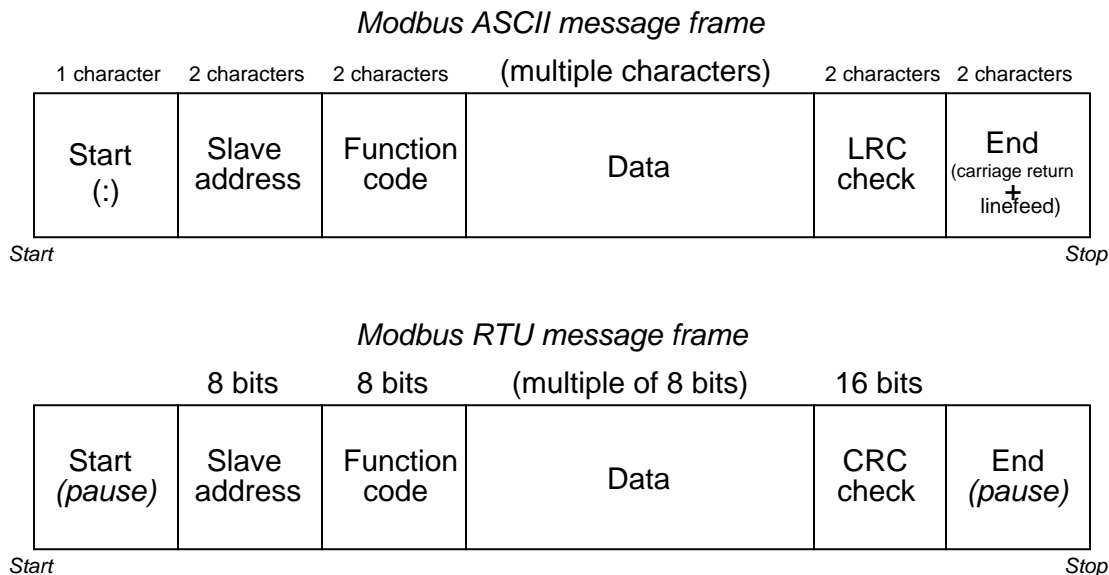 Modbus ASCII message frame
1 character 2 characters 2 characters (multiple characters) 2 characters 2 characters
Start
(:)
Slave
address
Function
code
Data
LRC
check
End
(carriage return
+
linefeed)
Start Stop
Modbus RTU message frame
8 bits 8 bits (multiple of 8 bits) 16 bits
Start
(pause)
Slave
address
Function
code
Data
CRC
check
End
(pause)
Start Stop